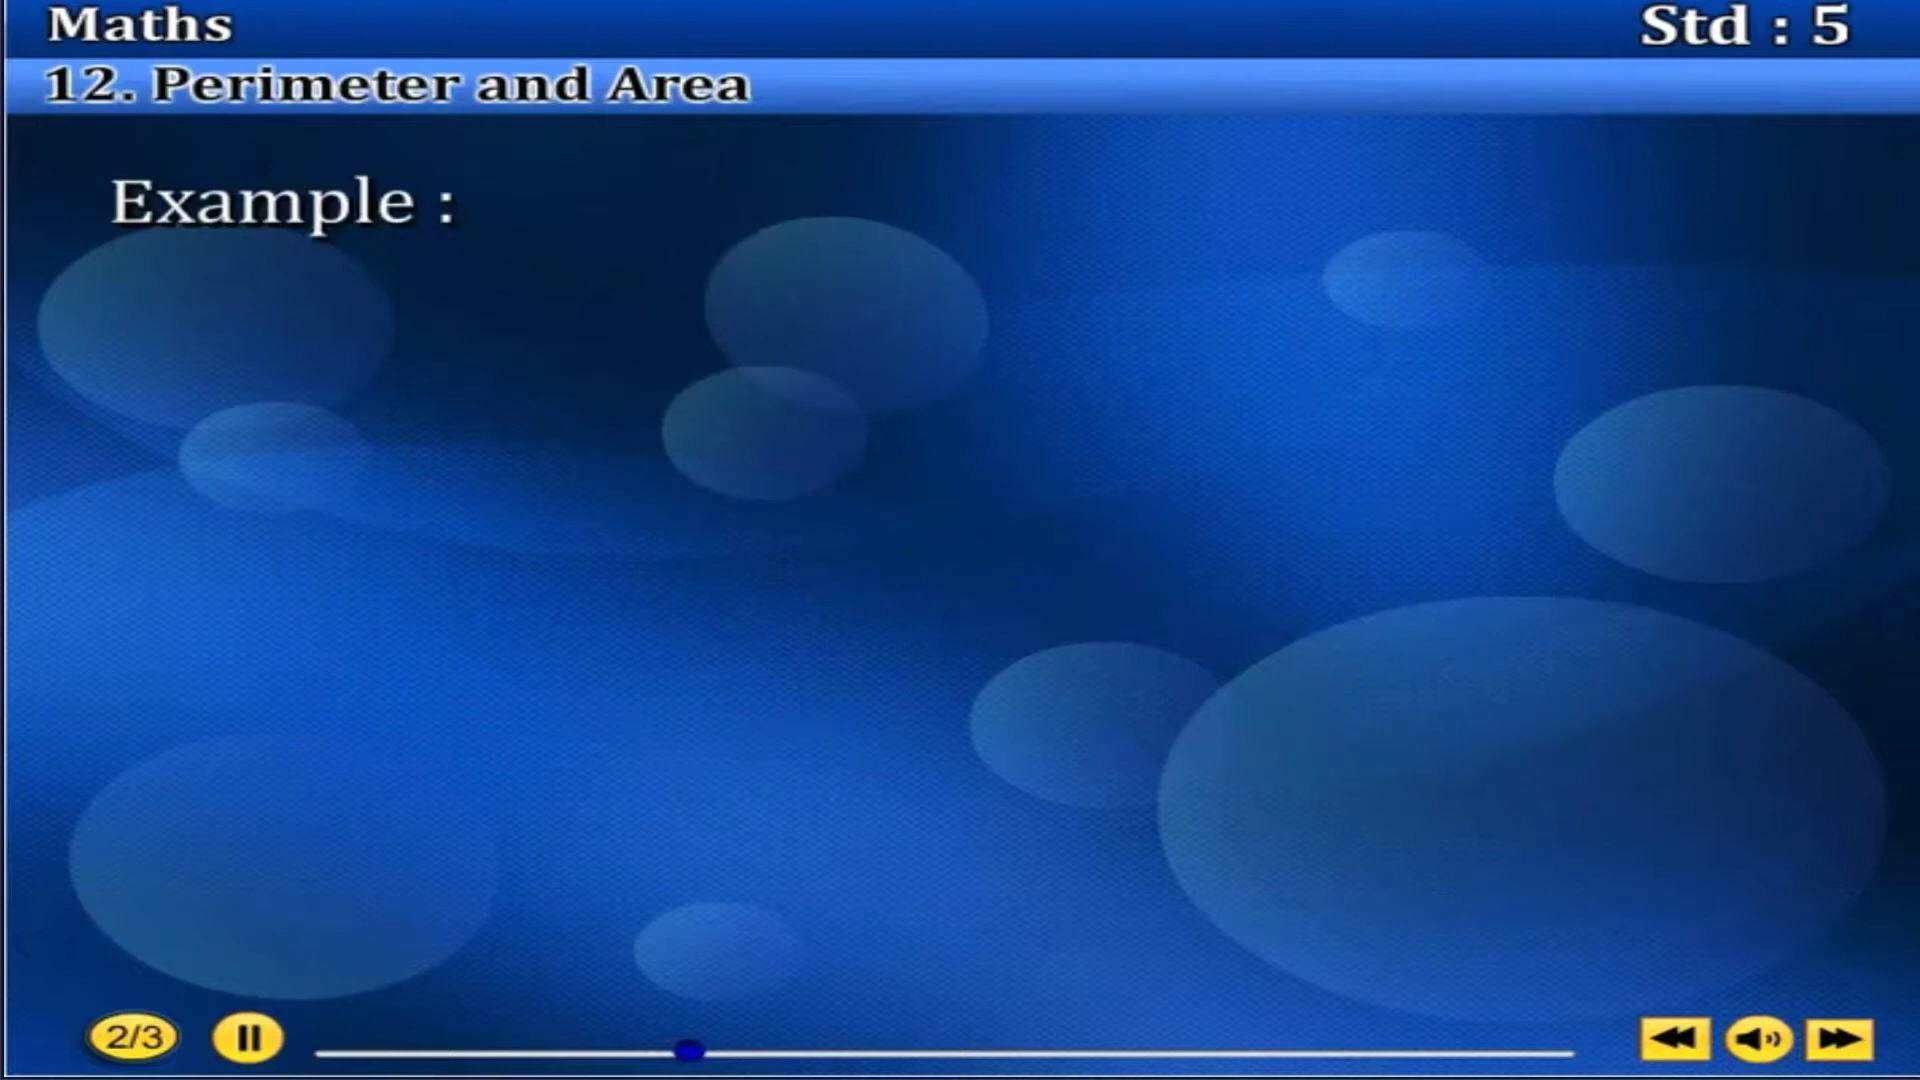 Maths
Std : 5
12. Perimeter and Area
Example :
2/3